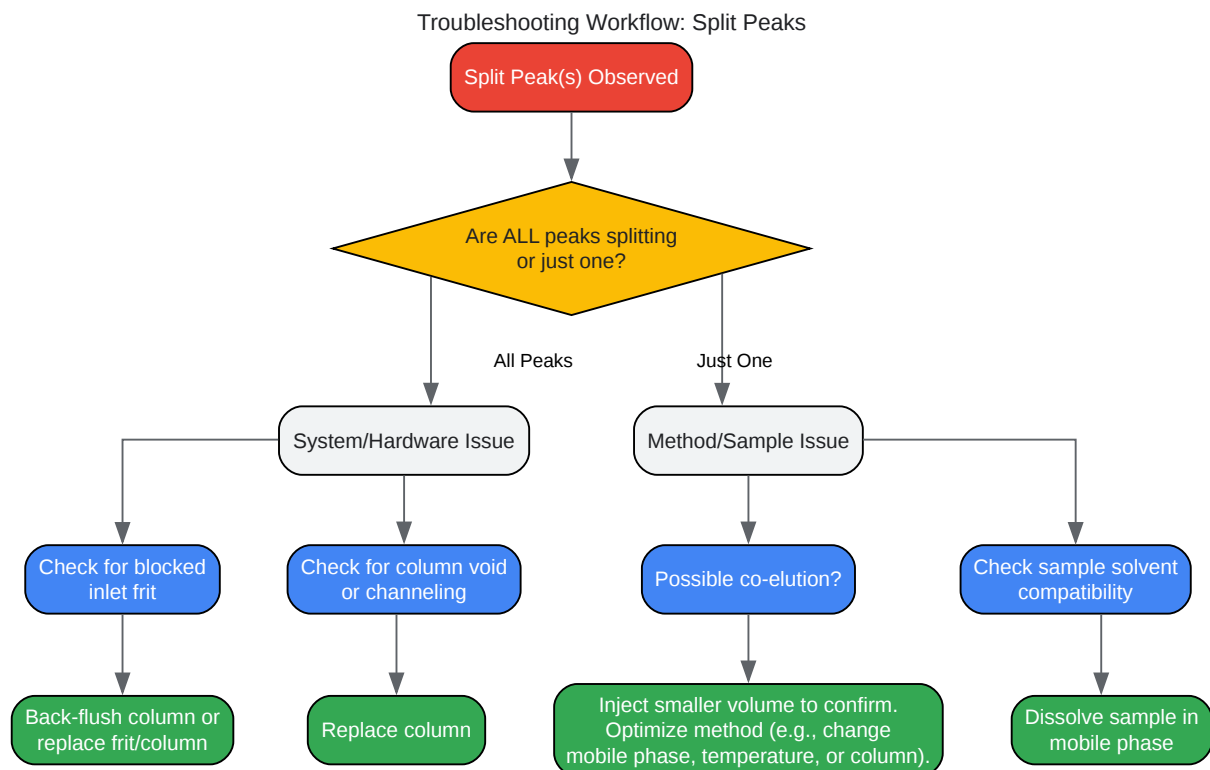 Troubleshooting Workflow: Split Peaks
Split Peak(s) Observed
Are ALL peaks splitting
or just one?
All Peaks
Just One
System/Hardware Issue
Method/Sample Issue
Check for blocked
inlet frit
Check for column void
or channeling
Possible co-elution?
Check sample solvent
compatibility
Back-flush column or
replace frit/column
Replace column
Inject smaller volume to confirm.
Optimize method (e.g., change
mobile phase, temperature, or column).
Dissolve sample in
mobile phase